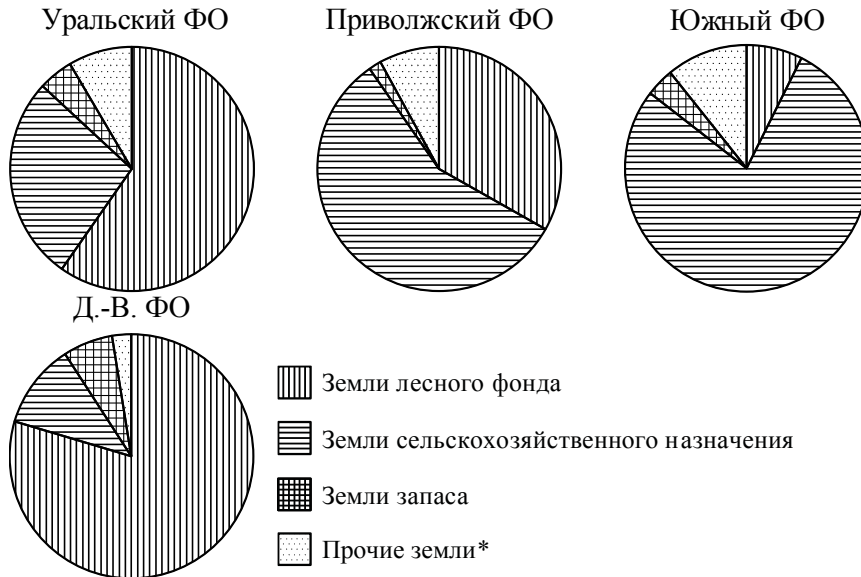 Уральский ФО
Приволжский ФО
Южный ФО
Д.-В. ФО
Земли лесного фонда
Земли сельскохозяйственного назначения
Земли запаса
Прочие земли*